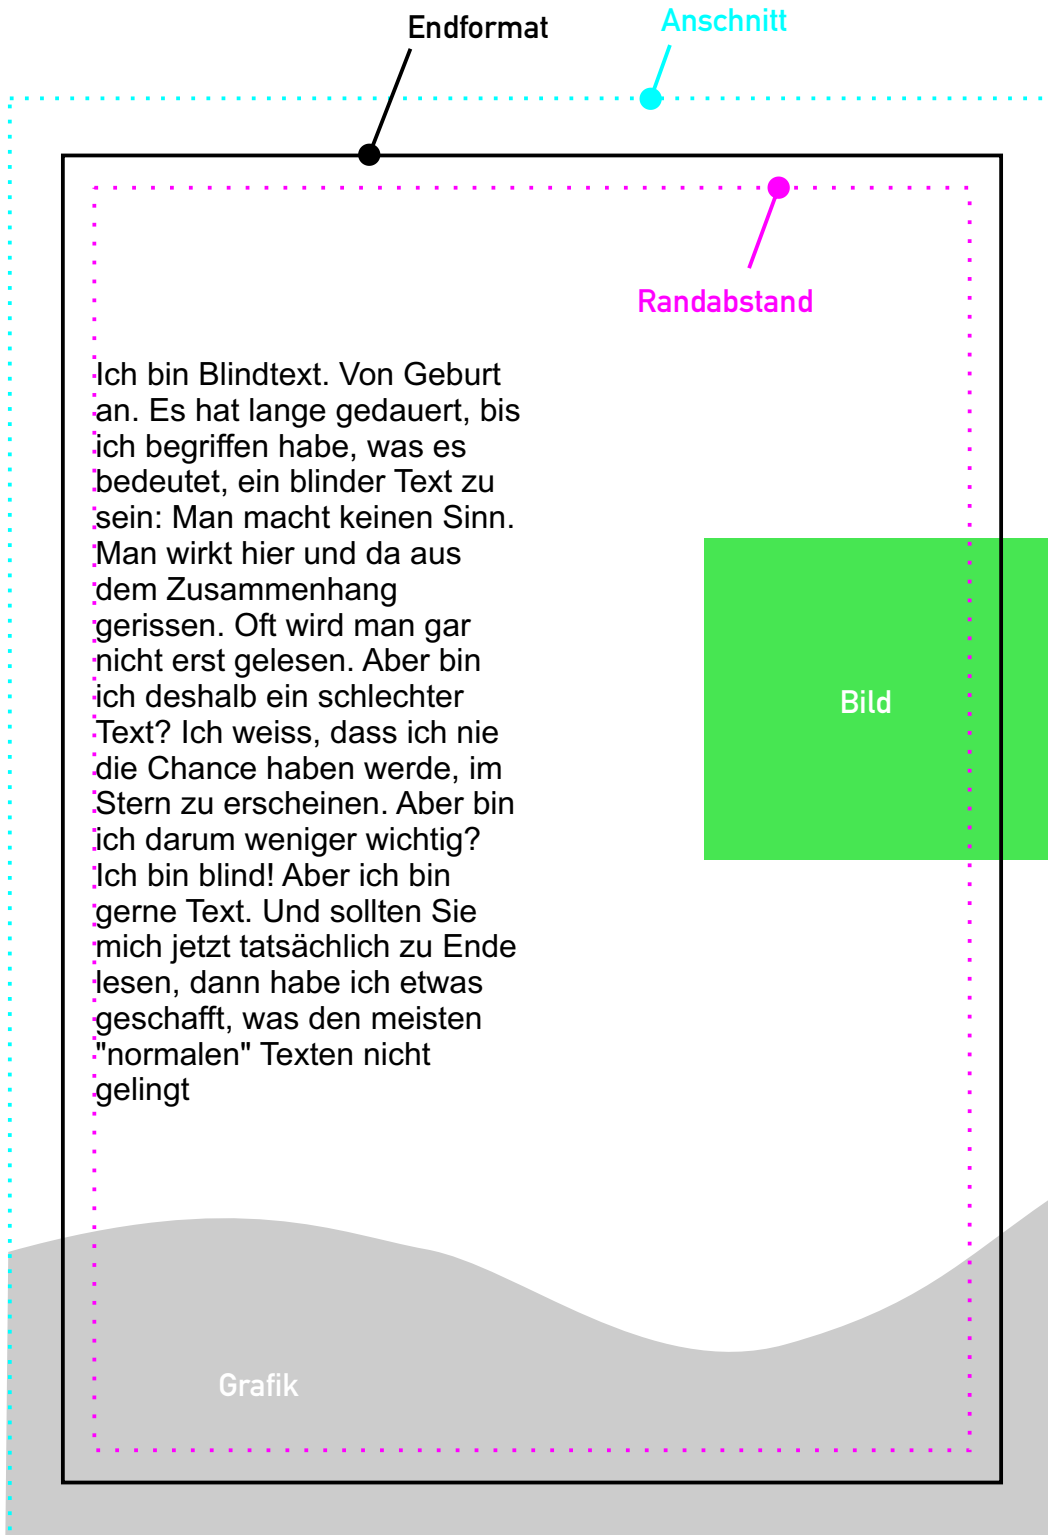 Endformat
Anschnitt
Randabstand
Ich bin Blindtext. Von Geburt
an. Es hat lange gedauert, bis
ich begriffen habe, was es
bedeutet, ein blinder Text zu
sein: Man macht keinen Sinn.
Man wirkt hier und da aus
dem Zusammenhang
gerissen. Oft wird man gar
nicht erst gelesen. Aber bin
ich deshalb ein schlechter
Text? Ich weiss, dass ich nie
die Chance haben werde, im
Stern zu erscheinen. Aber bin
ich darum weniger wichtig?
Ich bin blind! Aber ich bin
gerne Text. Und sollten Sie
mich jetzt tatsächlich zu Ende
lesen, dann habe ich etwas
geschafft, was den meisten
"normalen" Texten nicht
gelingt
Bild
Grafik